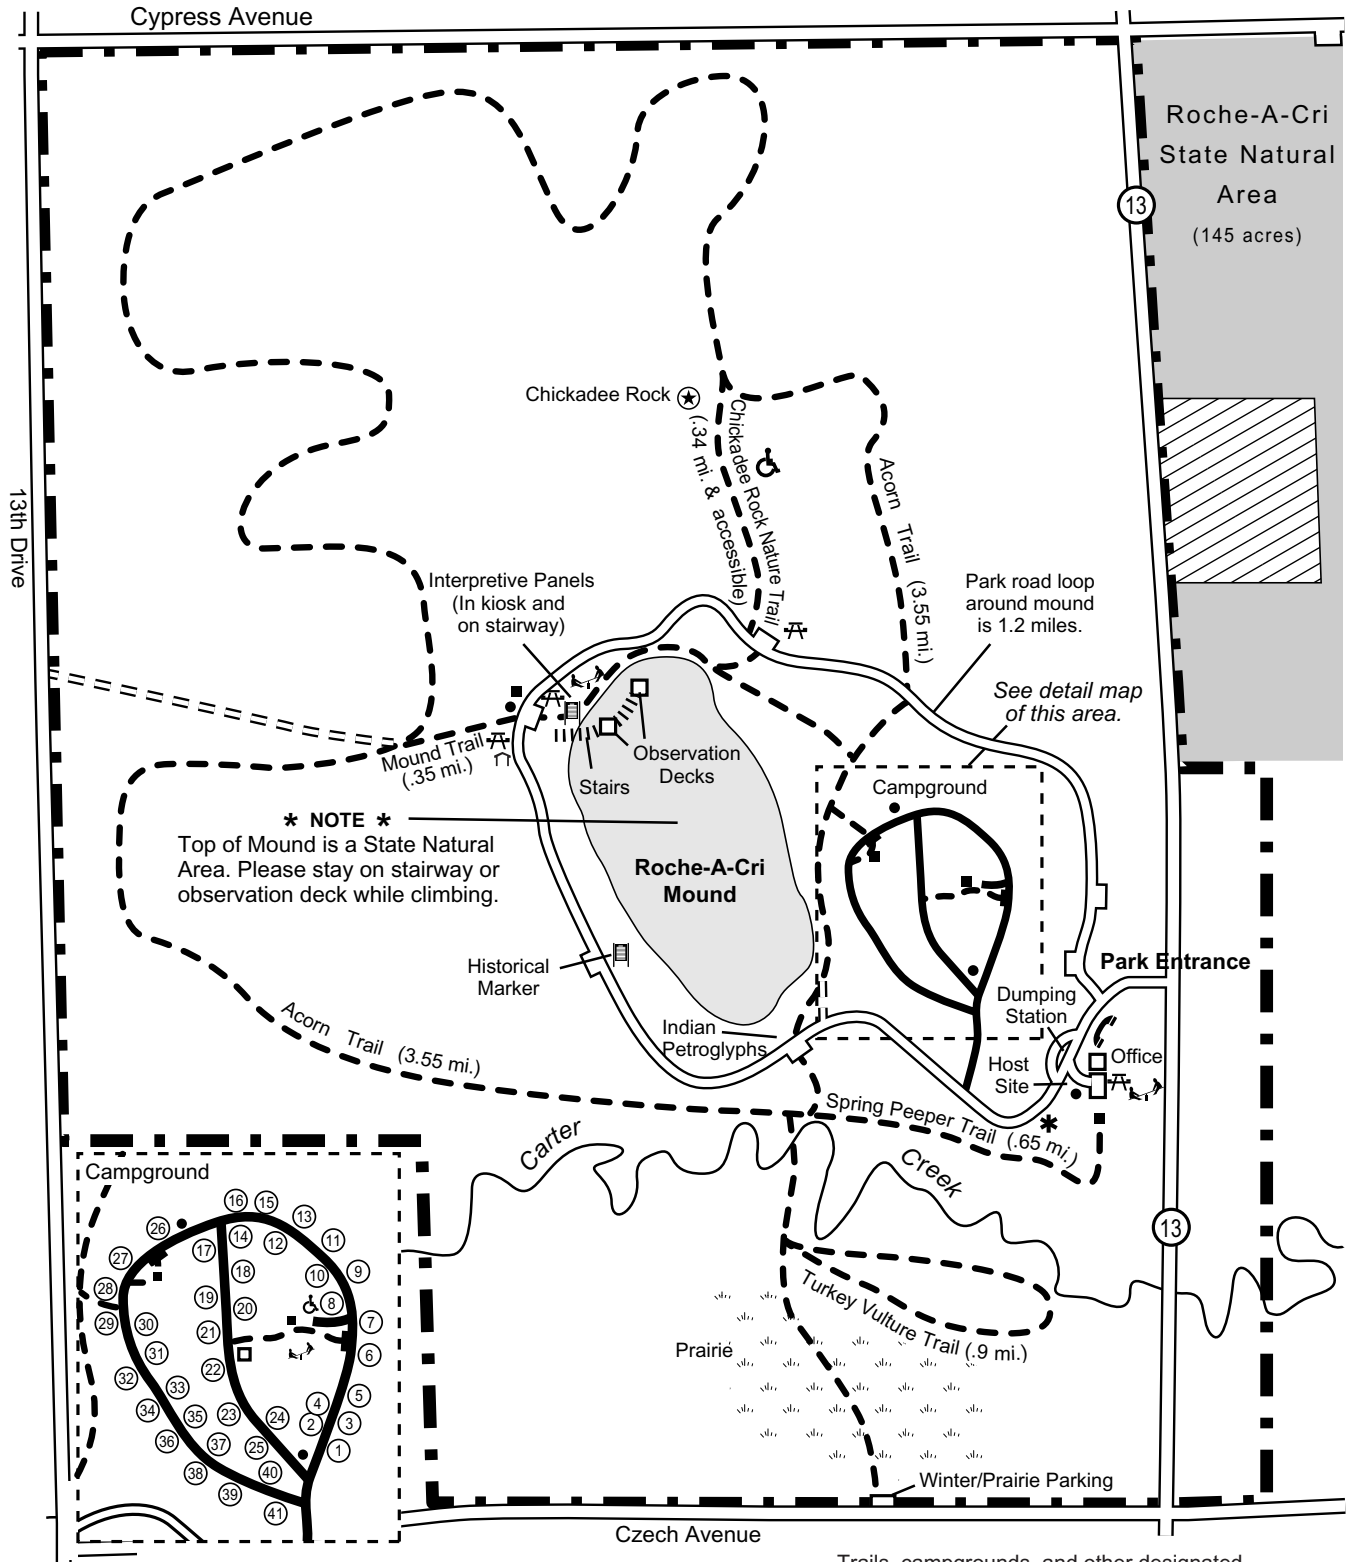 Cypress Avenue
Roche-A-Cri
State Natural
Area
(145 acres)
13
Chickadee Rock
Chickadee Rock Nature Trail
(.34 mi. & accessible)
Acorn Trail (3.55 mi.)
13th Drive
Interpretive Panels
(In kiosk and
on stairway)
Park road loop
around mound
is 1.2 miles.
See detail map
of this area.
Mound Trail
(.35 mi.)
Observation
Decks
Stairs
Campground
* NOTE *
Top of Mound is a State Natural
Area. Please stay on stairway or
observation deck while climbing.
Roche-A-Cri
Mound
Historical
Marker
Park Entrance
Dumping
Station
Indian
Petroglyphs
Office
Host
Site
Acorn Trail (3.55 mi.)
Spring Peeper Trail (.65 mi.)
*
Carter
Creek
13
Turkey Vulture Trail (.9 mi.)
Prairie
Winter/Prairie Parking
Czech Avenue
Campground
16 15
13
26
14
12
11
17
27
18
10
9
28
19
20
8
29
30
21
7
31
22
6
32
33
5
34
35
23
24
4
2
3
36
37
25
1
38
40
39
41
Trails, campgrounds, and other designated